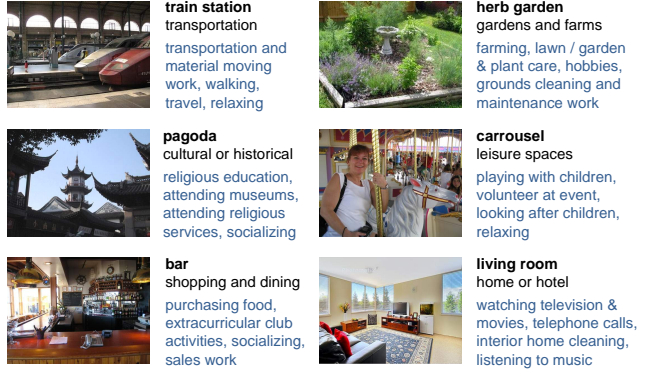 train station
transportation
transportation and
material moving
work, walking,
travel, relaxing
herb garden
gardens and farms
farming, lawn / garden
& plant care, hobbies,
grounds cleaning and
maintenance work
pagoda
cultural or historical
religious education,
attending museums,
attending religious
services, socializing
carrousel
leisure spaces
playing with children,
volunteer at event,
looking after children,
relaxing
bar
shopping and dining
purchasing food,
extracurricular club
activities, socializing,
sales work
living room
home or hotel
watching television &
movies, telephone calls,
interior home cleaning,
listening to music